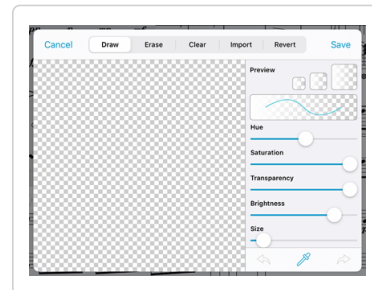 Cancel Draw Erase Clear Import Revert Save
Preview
Hue
Saturation
Transparency
Brightness
Size